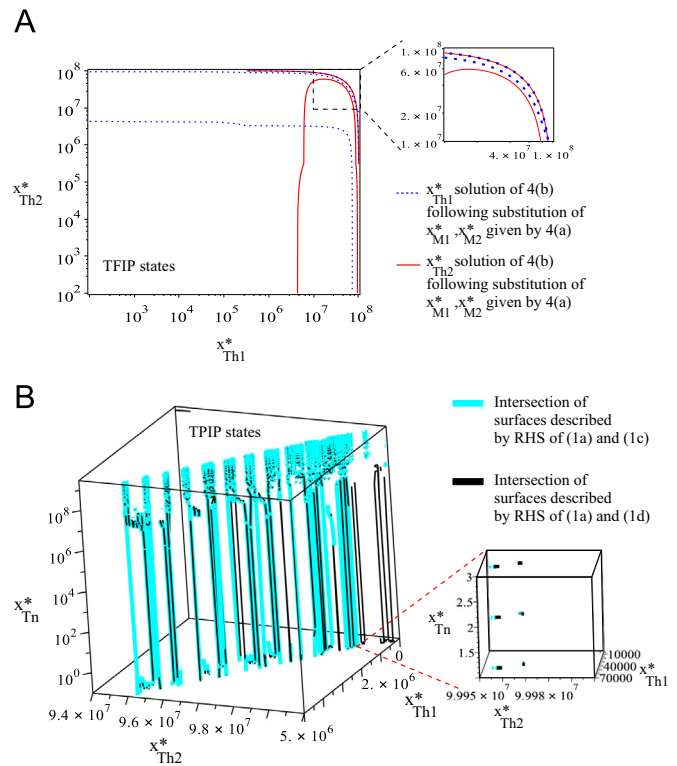 A
10^8
10^7
10^6
10^5
10^4
10^3
10^2
x*Th2
TFIP states
10^3 10^4 10^5 10^6 10^7 10^8
x*Th1
1. × 10^8
6. × 10^7
2. × 10^7
1. × 10^7
4. × 10^7 1. × 10^8
x*Th1 solution of 4(b)
following substitution of
x*M1 ,x*M2 given by 4(a)
x*Th2 solution of 4(b)
following substitution of
x*M1 ,x*M2 given by 4(a)
B
TPIP states
10^8
10^6
10^4
10^2
10^0
x*Tn
9.4 × 10^7
9.6 × 10^7
9.8 × 10^7
5. × 10^6
x*Th2
0
2. × 10^6
x*Th1
Intersection of
surfaces described
by RHS of (1a) and (1c)
Intersection of
surfaces described
by RHS of (1a) and (1d)
3
2.5
2
1.5
x*Tn
10000
40000
70000
x*Th1
9.995 × 10^7
9.998 × 10^7
x*Th2